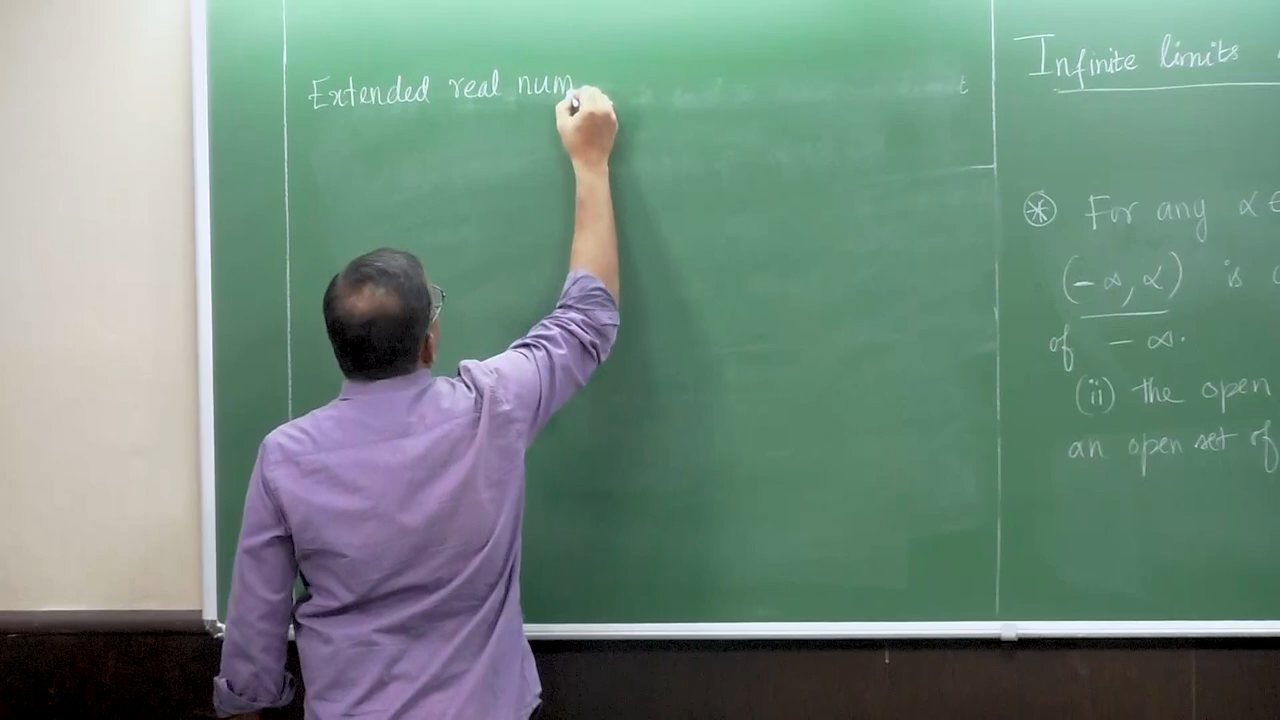 Extended real num
t
Infinite limits
⊛ For any α ∈
(-∞, α) is
of -∞.
(ii) the open
an open set of